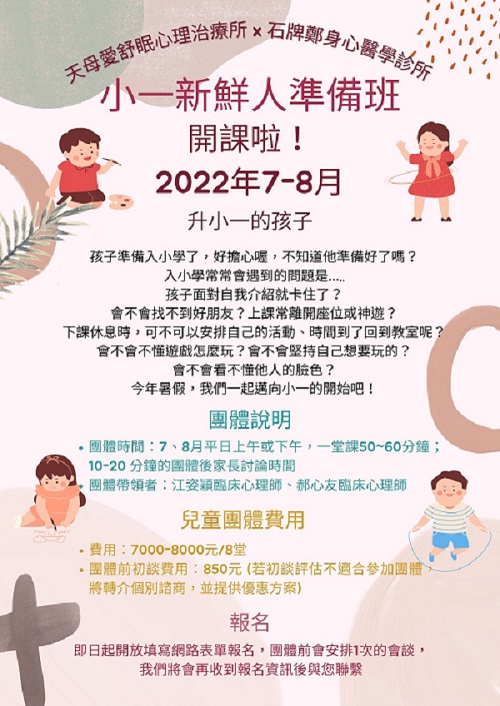 天母愛舒眠心理治療所 × 石牌鄭身心醫學診所
小一新鮮人準備班
開課啦！
2022年7-8月
升小一的孩子
孩子準備入小學了，好擔心喔，不知道他準備好了嗎？
入小學常常會遇到的問題是.....
孩子面對自我介紹就卡住了？
會不會找不到好朋友？上課常離開座位或神遊？
下課休息時，可不可以安排自己的活動、時間到了回到教室呢？
會不會不懂遊戲怎麼玩？會不會堅持自己想要玩的？
會不會看不懂他人的臉色？
今年暑假，我們一起邁向小一的開始吧！
團體說明
• 團體時間：7、8月平日上午或下午，一堂課50~60分鐘；
10-20 分鐘的團體後家長討論時間
• 團體帶領者：江姿穎臨床心理師、郝心友臨床心理師
兒童團體費用
• 費用：7000-8000元/8堂
• 團體前初談費用：850元 (若初談評估不適合參加團體，
將轉介個別諮商，並提供優惠方案)
報名
即日起開放填寫網路表單報名，團體前會安排1次的會談，
我們將會再收到報名資訊後與您聯繫